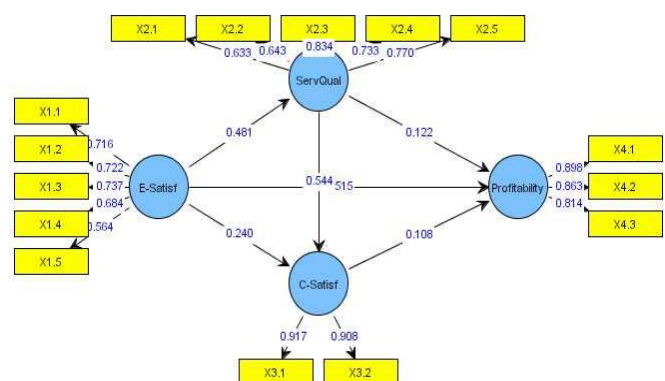 X2.1 X2.2 X2.3 X2.4 X2.5
0.633 0.643 0.834 0.733 0.770
ServQual
X1.1
X1.2
X1.3
X1.4
X1.5
0.716
0.722
0.737
0.684
0.564
E-Satisf
0.481
0.122
0.544
515
0.240
0.108
Profitability
0.898
0.863
0.814
X4.1
X4.2
X4.3
C-Satisf
0.917 0.908
X3.1 X3.2